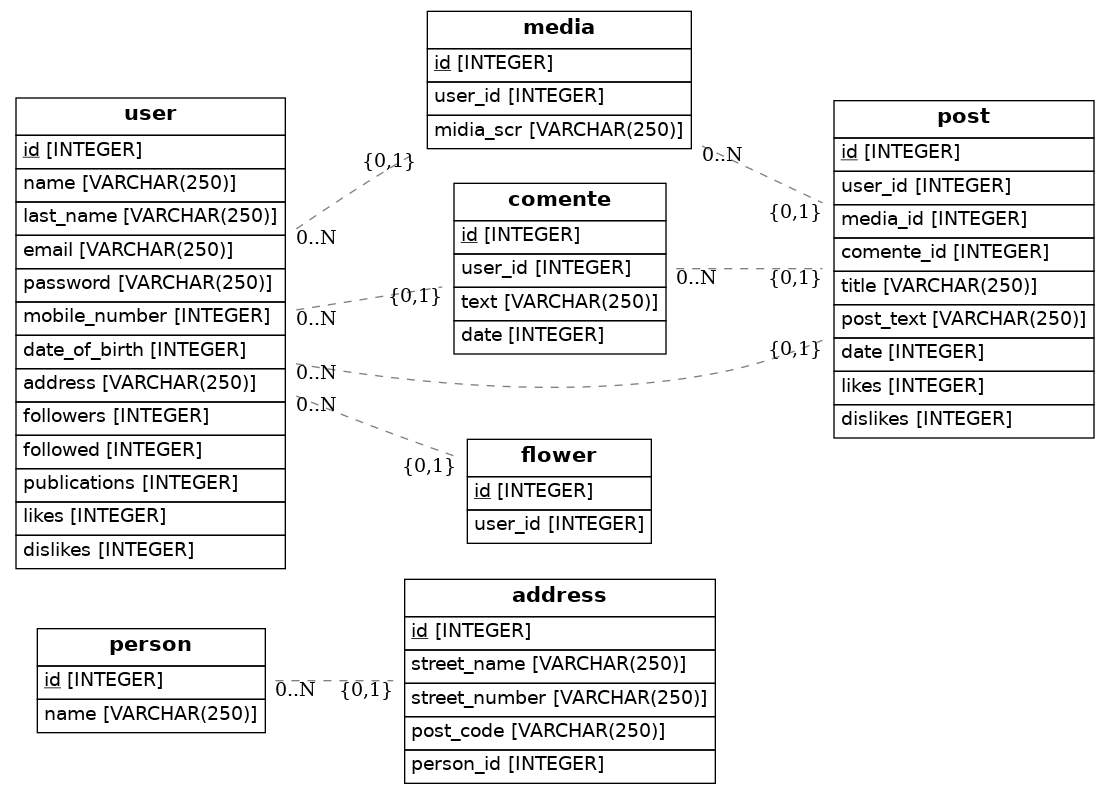 media
id [INTEGER]
user_id [INTEGER]
midia_scr [VARCHAR(250)]
user
id [INTEGER]
name [VARCHAR(250)]
last_name [VARCHAR(250)]
email [VARCHAR(250)]
password [VARCHAR(250)]
mobile_number [INTEGER]
date_of_birth [INTEGER]
address [VARCHAR(250)]
followers [INTEGER]
followed [INTEGER]
publications [INTEGER]
likes [INTEGER]
dislikes [INTEGER]
{0,1}
0..N
{0,1}
0..N
{0,1}
0..N
0..N
{0,1}
comente
id [INTEGER]
user_id [INTEGER]
text [VARCHAR(250)]
date [INTEGER]
0..N
{0,1}
0..N
{0,1}
post
id [INTEGER]
user_id [INTEGER]
media_id [INTEGER]
comente_id [INTEGER]
title [VARCHAR(250)]
post_text [VARCHAR(250)]
date [INTEGER]
likes [INTEGER]
dislikes [INTEGER]
flower
id [INTEGER]
user_id [INTEGER]
person
id [INTEGER]
name [VARCHAR(250)]
0..N
{0,1}
address
id [INTEGER]
street_name [VARCHAR(250)]
street_number [VARCHAR(250)]
post_code [VARCHAR(250)]
person_id [INTEGER]